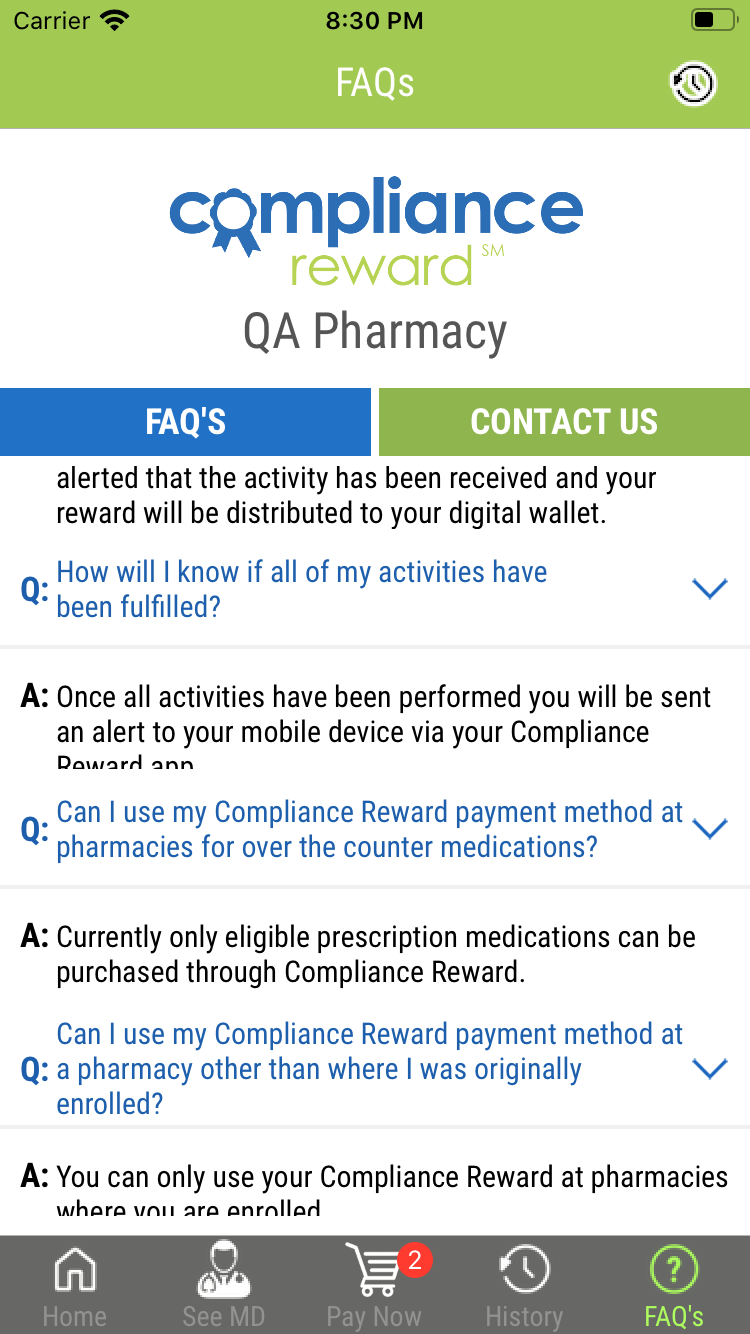 Carrier 8:30 PM
FAQs
compliance
reward SM
QA Pharmacy
FAQ'S CONTACT US
alerted that the activity has been received and your
reward will be distributed to your digital wallet.
Q: How will I know if all of my activities have
been fulfilled?
A: Once all activities have been performed you will be sent
an alert to your mobile device via your Compliance
Reward app
Can I use my Compliance Reward payment method at
Q: pharmacies for over the counter medications?
A: Currently only eligible prescription medications can be
purchased through Compliance Reward.
Can I use my Compliance Reward payment method at
Q: a pharmacy other than where I was originally
enrolled?
A: You can only use your Compliance Reward at pharmacies
where you are enrolled
2
?
Home See MD Pay Now History FAQ's